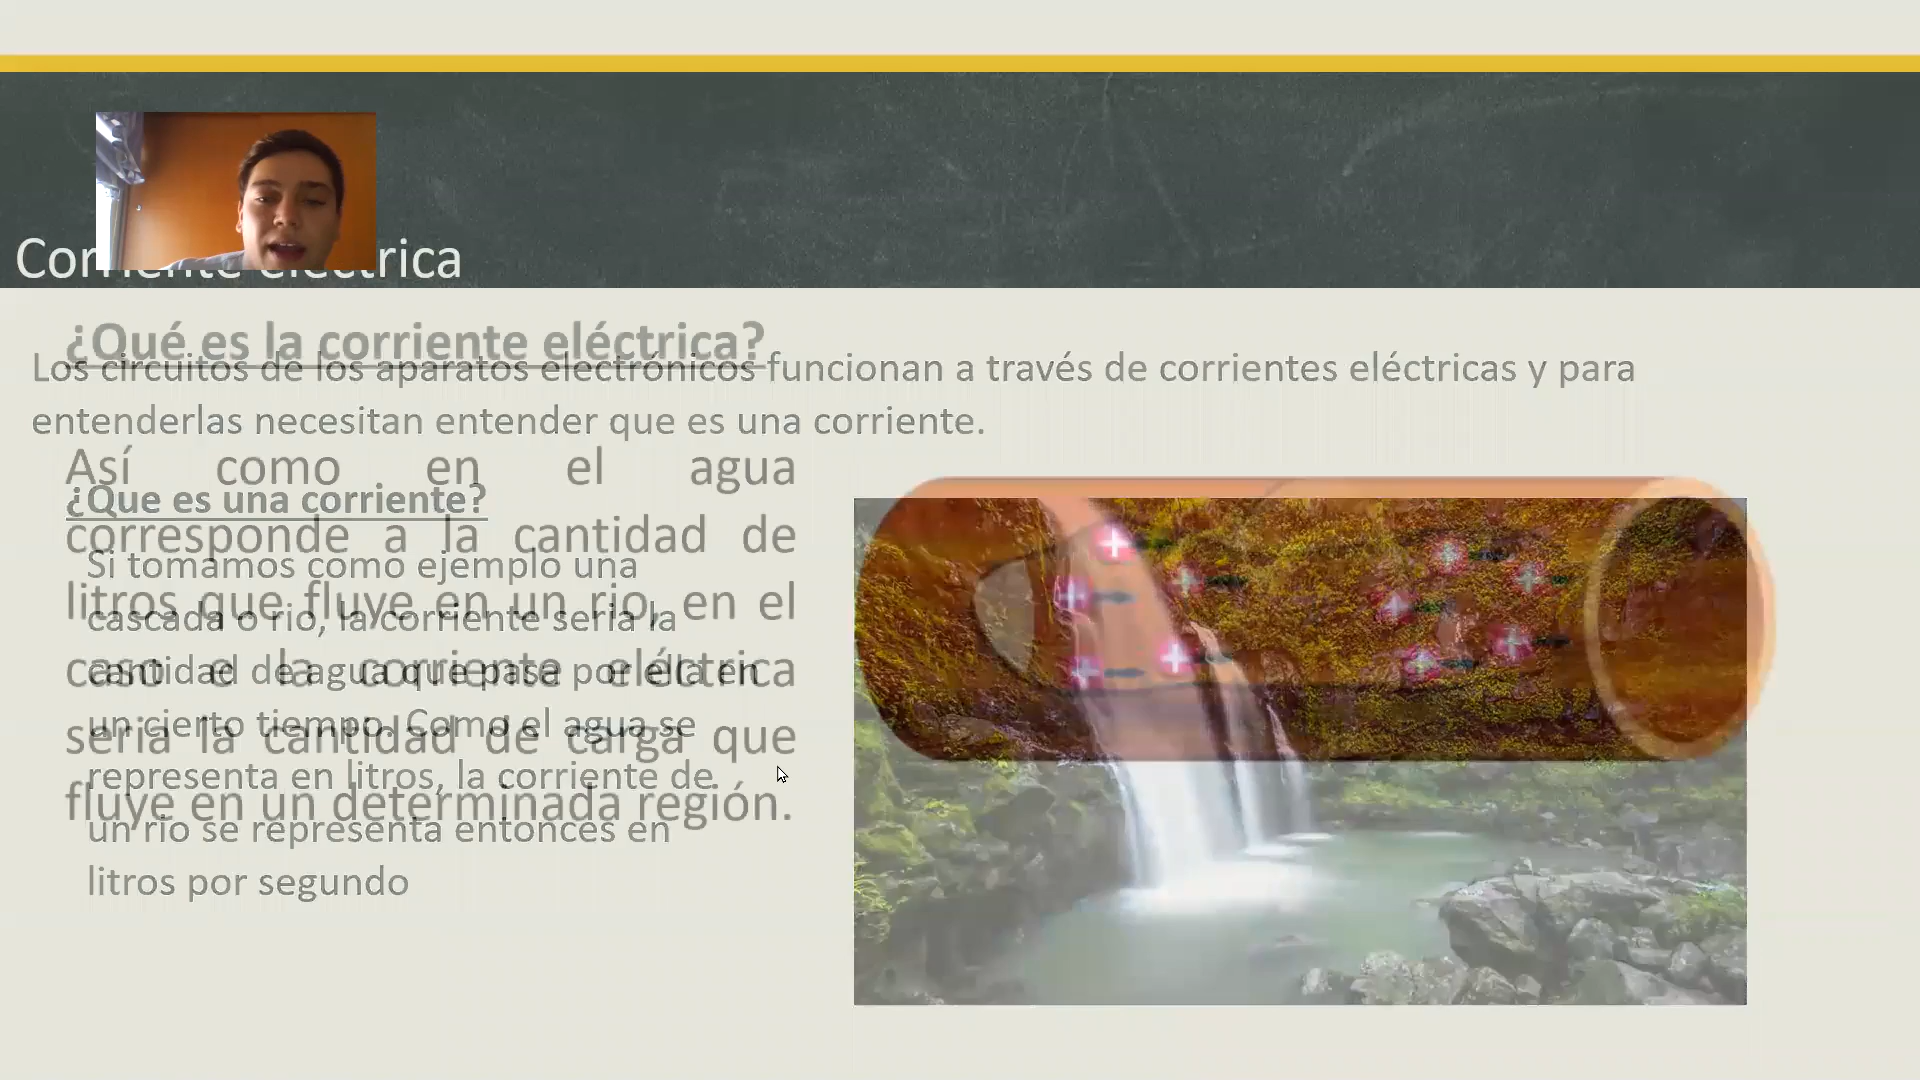 Corriente eléctrica
¿Qué es la corriente eléctrica?
Los circuitos de los aparatos electrónicos funcionan a través de corrientes eléctricas y para
entenderlas necesitan entender que es una corriente.
Así como en el agua
corresponde a la cantidad de
litros que fluye en un rio, en el
caso e la corriente eléctrica
seria la cantidad de carga que
fluye en un determinada región.
¿Que es una corriente?
Si tomamos como ejemplo una
cascada o rio, la corriente seria la
cantidad de agua que pasa por ella en
un cierto tiempo. Como el agua se
representa en litros, la corriente de
un rio se representa entonces en
litros por segundo